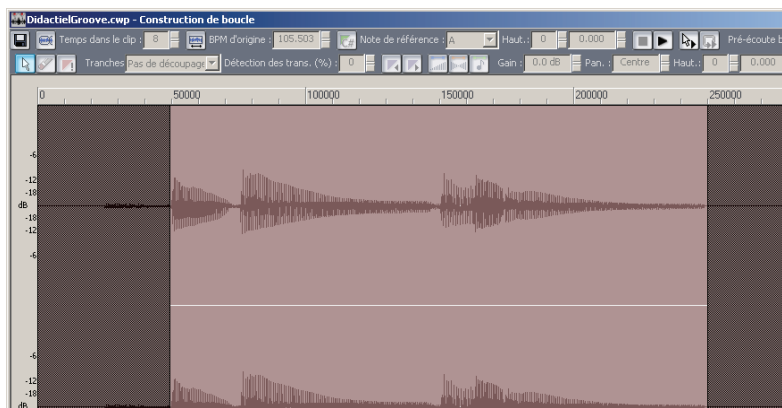 DidactielGroove.cwp - Construction de boucle
Temps dans le clip : 8 BPM d'origine : 105.503 Note de référence : A Haut.: 0 0.000 Pré-écoute b
Tranches Pas de découpage Détection des trans. (%) : 0 Gain : 0.0 dB Pan. : Centre Haut.: 0 0.000
0 50000 100000 150000 200000 250000
-6
-12
-18
dB
-18
-12
-6
-6
-12
-18
dB